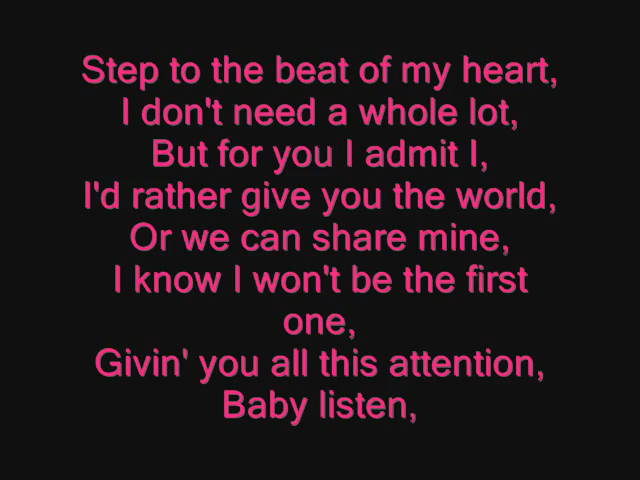 Step to the beat of my heart,
I don't need a whole lot,
But for you I admit I,
I'd rather give you the world,
Or we can share mine,
I know I won't be the first
one,
Givin' you all this attention,
Baby listen,